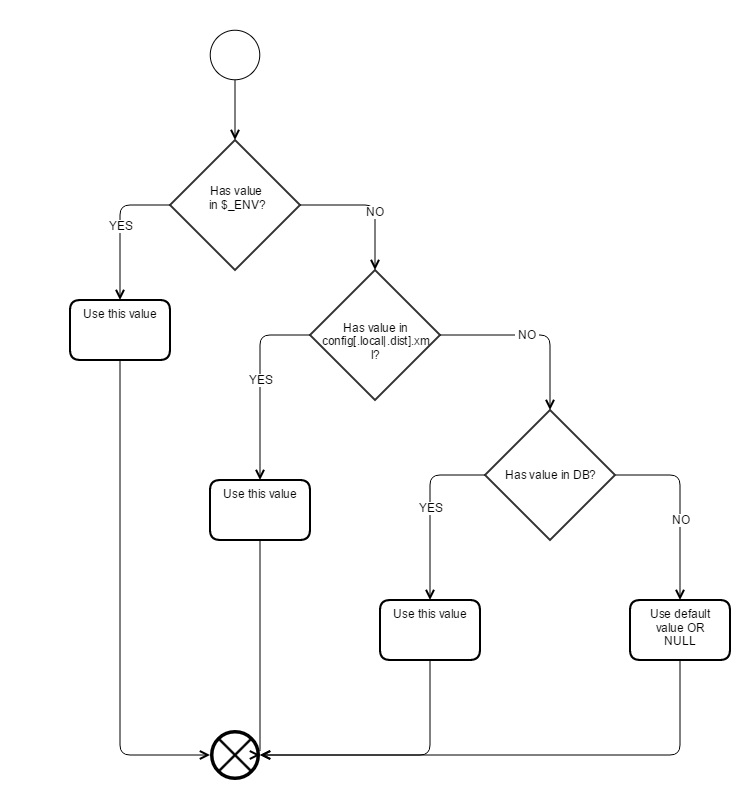 Has value
in $_ENV?
YES
NO
Use this value
Has value in
config[.local|.dist].xm
l?
YES
NO
Use this value
Has value in DB?
YES
NO
Use this value
Use default
value OR
NULL